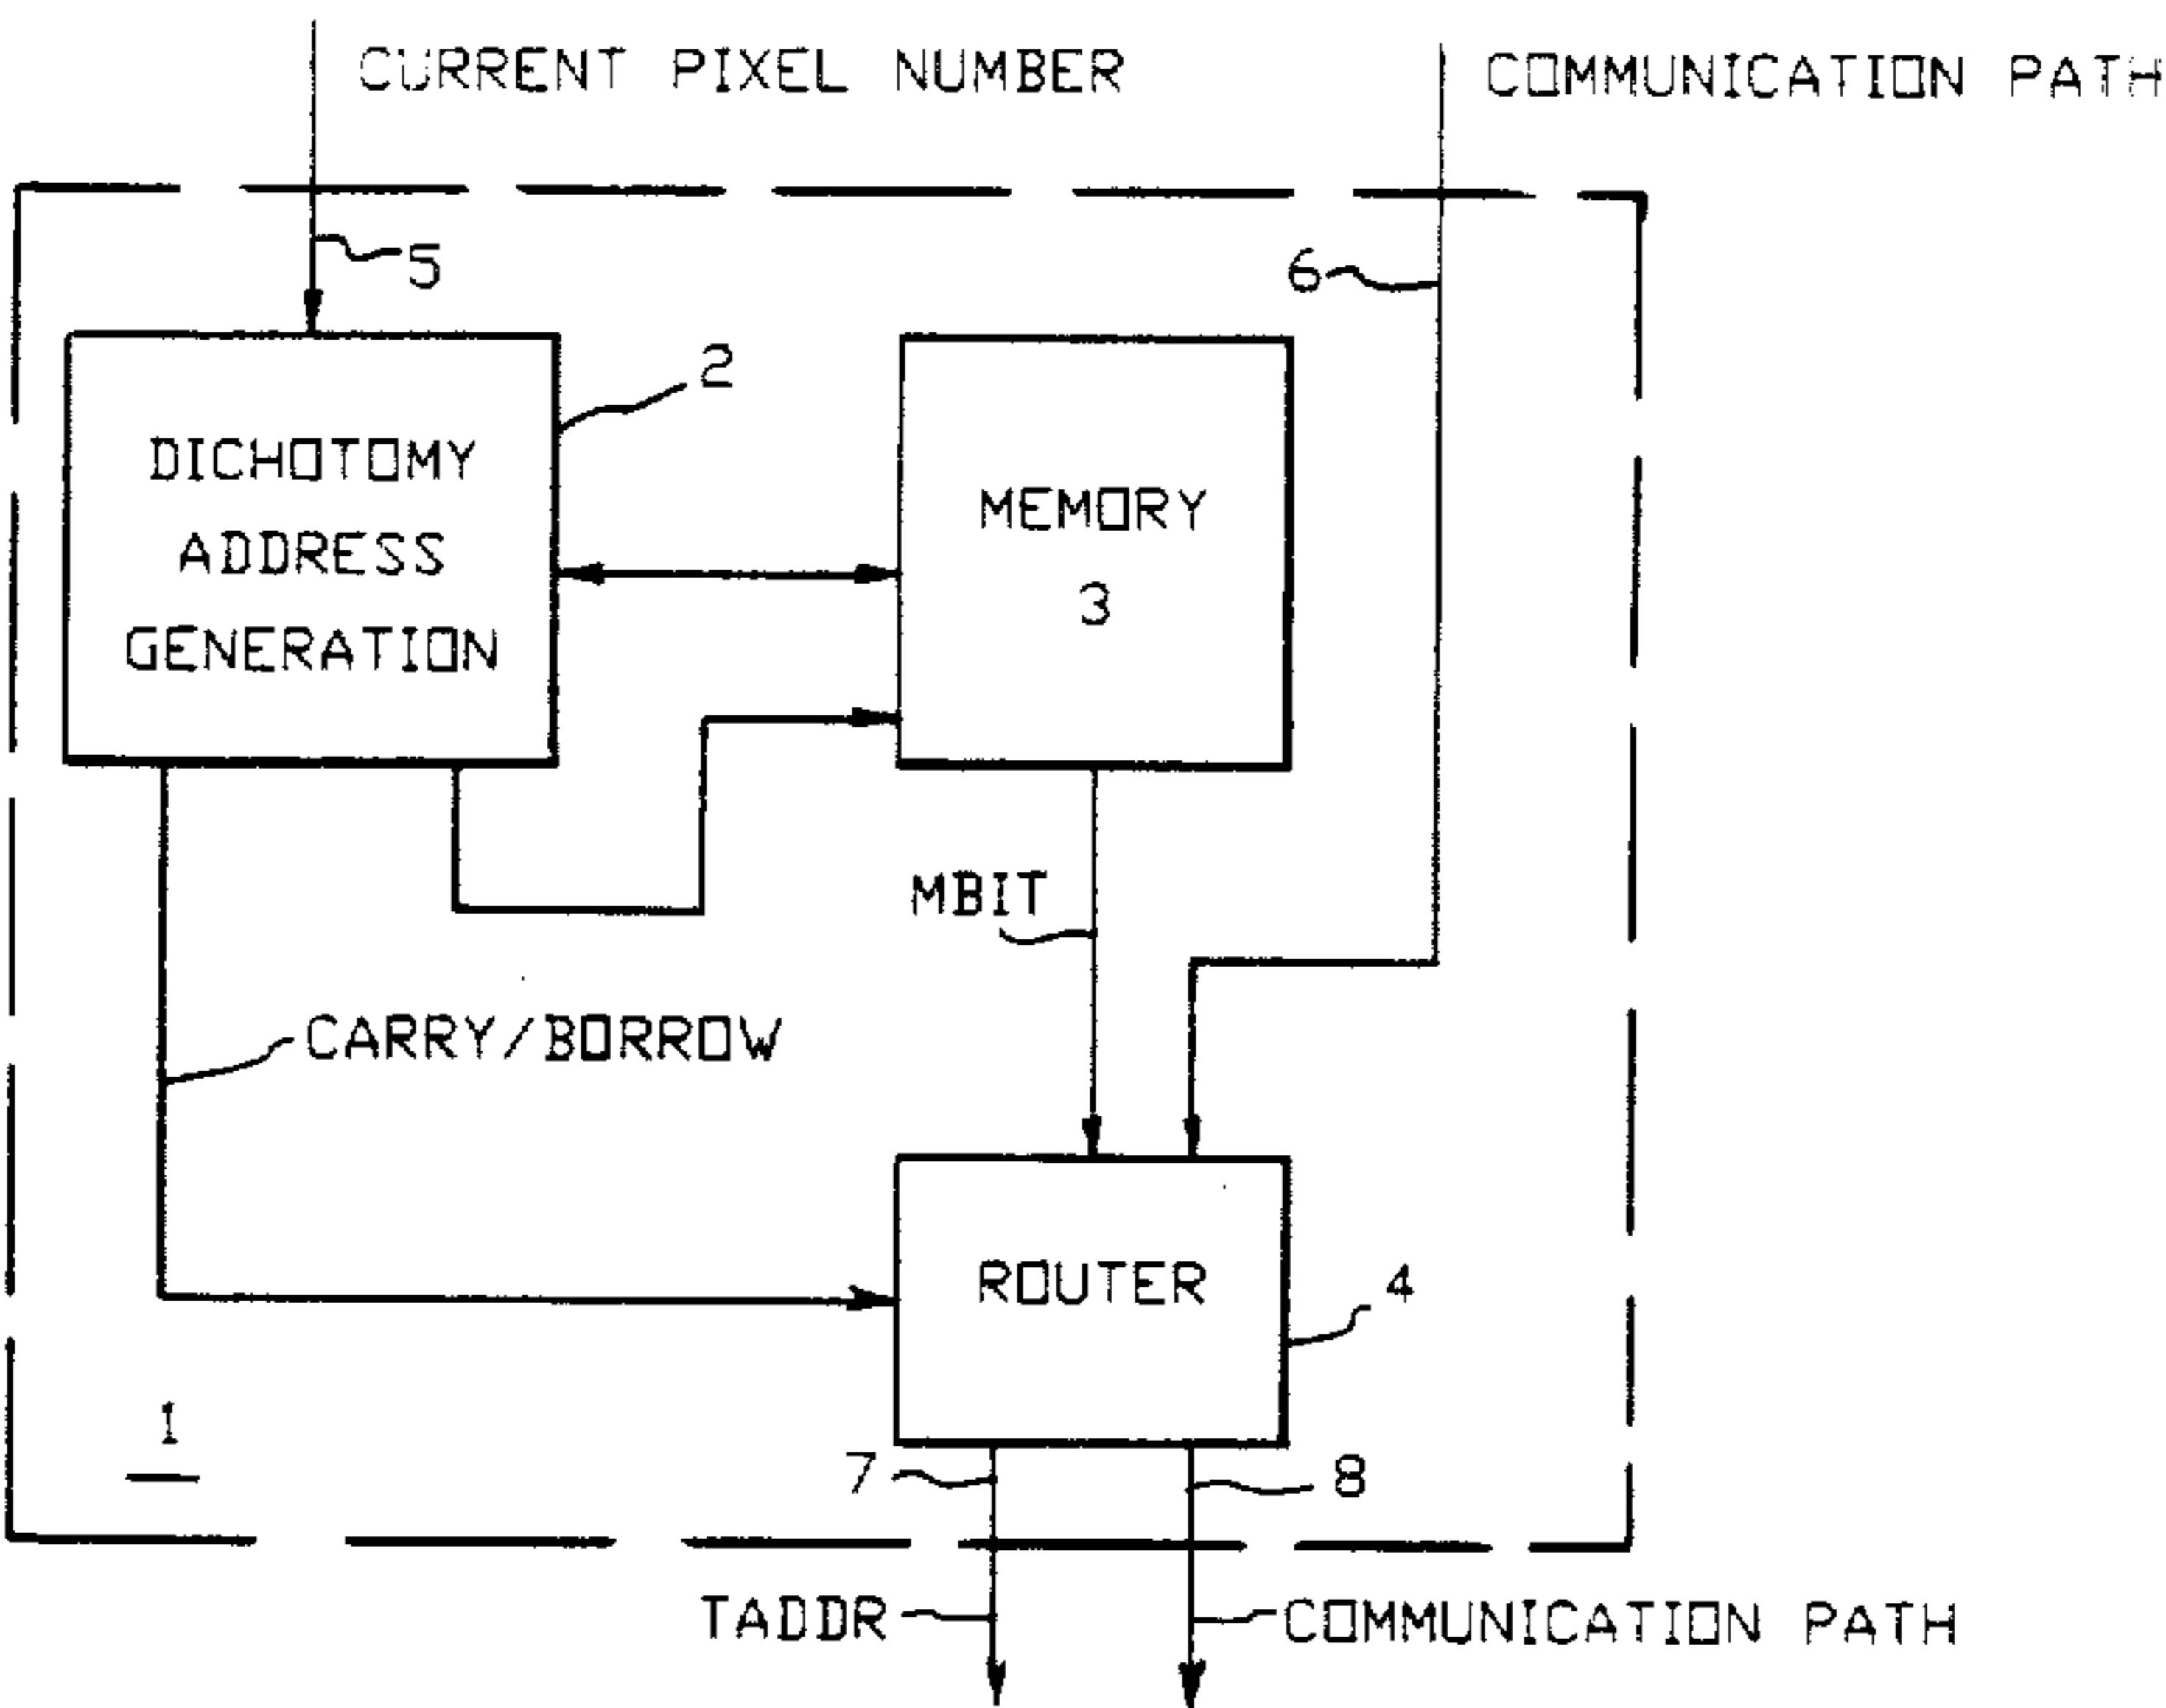 CURRENT PIXEL NUMBER
COMMUNICATION PATH
5
6
2
DICHOTOMY
ADDRESS
GENERATION
MEMORY
3
MBIT
CARRY/BORROW
ROUTER
4
1
7
8
TADDR
COMMUNICATION PATH